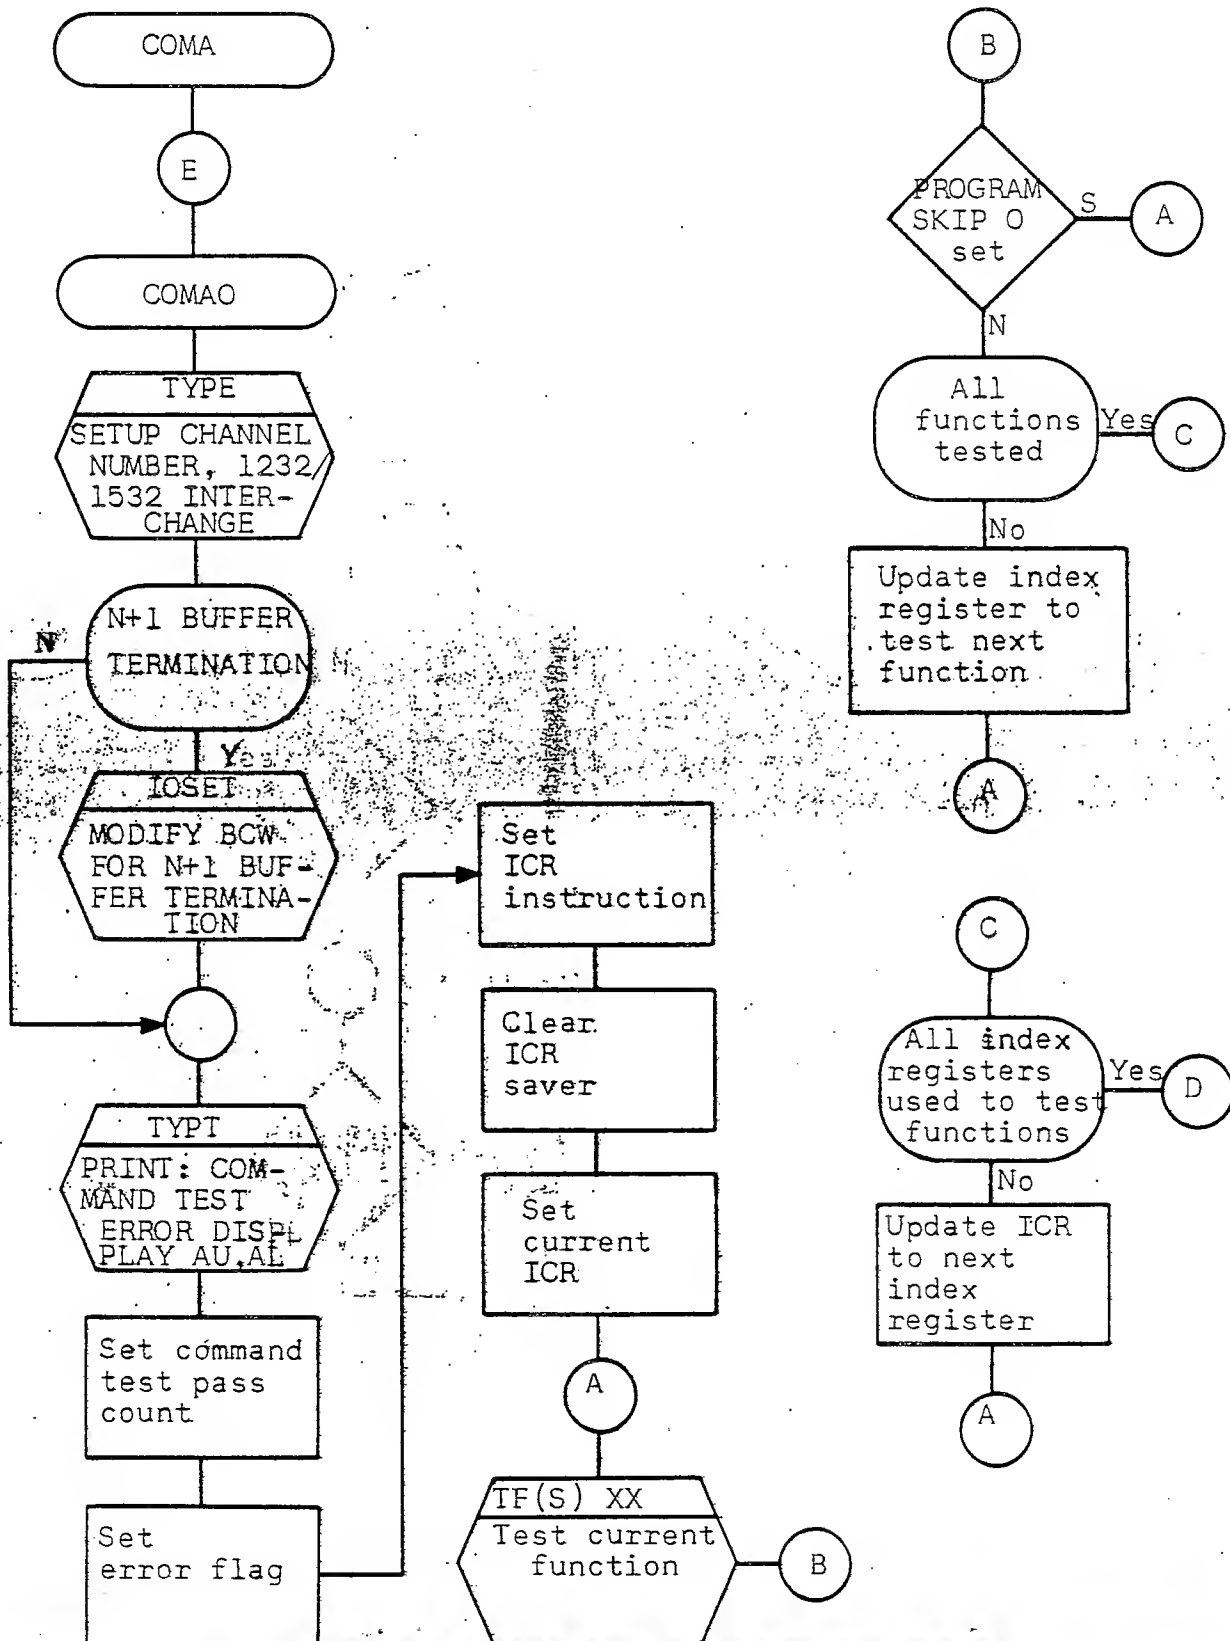 COMA
E
COMAO
TYPE
SETUP CHANNEL
NUMBER, 1232/
1532 INTER-
CHANGE
N+1 BUFFER
TERMINATION
N
Yes
IOSET
MODIFY BCW
FOR N+1 BUF-
FER TERMINA-
TION
TYPT
PRINT: COM-
MAND TEST
ERROR DISPL
PLAY AU,AL
Set command
test pass
count
Set
error flag
Set
ICR
instruction
Clear
ICR
saver
Set
current
ICR
A
TF(S) XX
Test current
function
B
B
PROGRAM
SKIP O
set
S
A
N
All
functions
tested
Yes
C
No
Update index
register to
test next
function
A
C
All index
registers
used to test
functions
Yes
D
No
Update ICR
to next
index
register
A